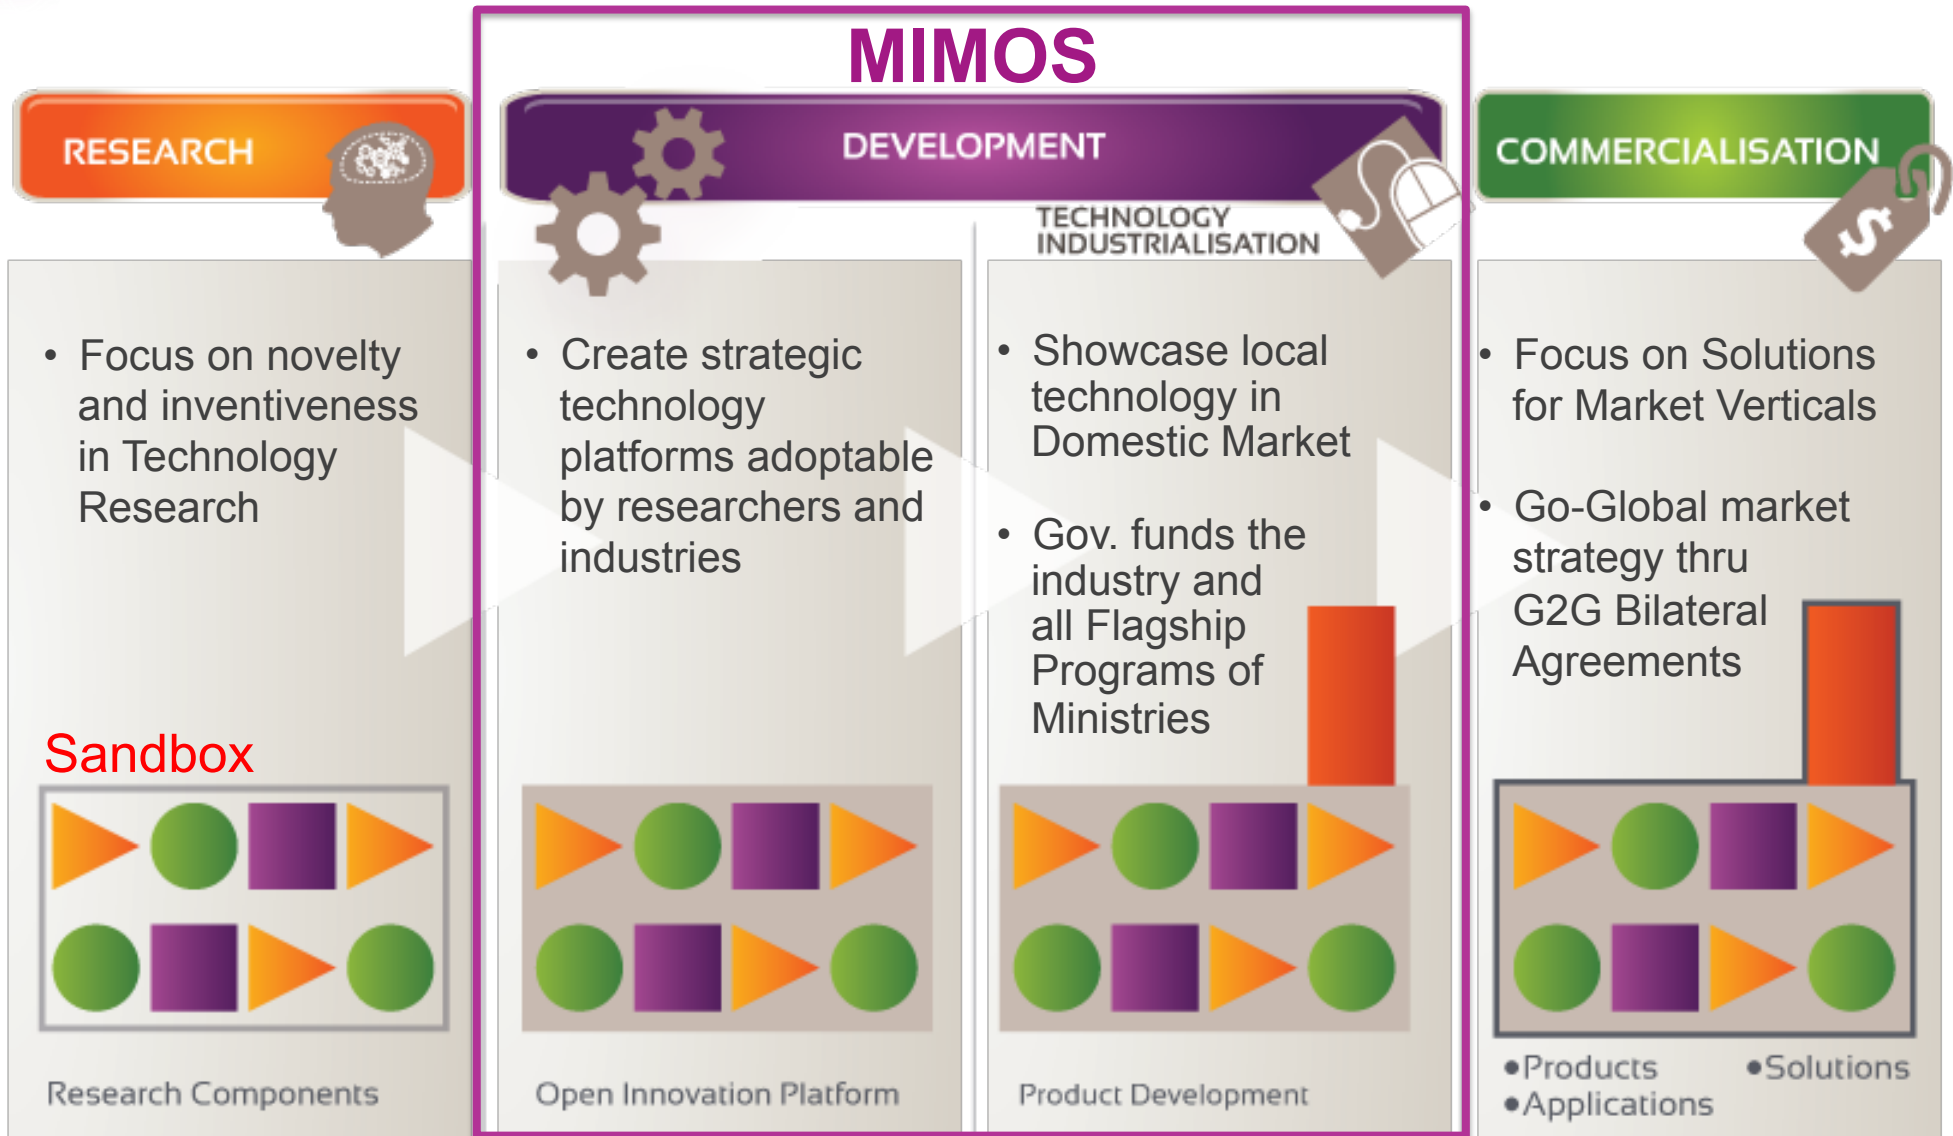 MIMOS
RESEARCH
DEVELOPMENT
COMMERCIALISATION
TECHNOLOGY
INDUSTRIALISATION
• Focus on novelty
and inventiveness
in Technology
Research
Sandbox
Research Components
• Create strategic
technology
platforms adoptable
by researchers and
industries
Open Innovation Platform
• Showcase local
technology in
Domestic Market
• Gov. funds the
industry and
all Flagship
Programs of
Ministries
Product Development
• Focus on Solutions
for Market Verticals
• Go-Global market
strategy thru
G2G Bilateral
Agreements
$
•Products •Solutions
•Applications